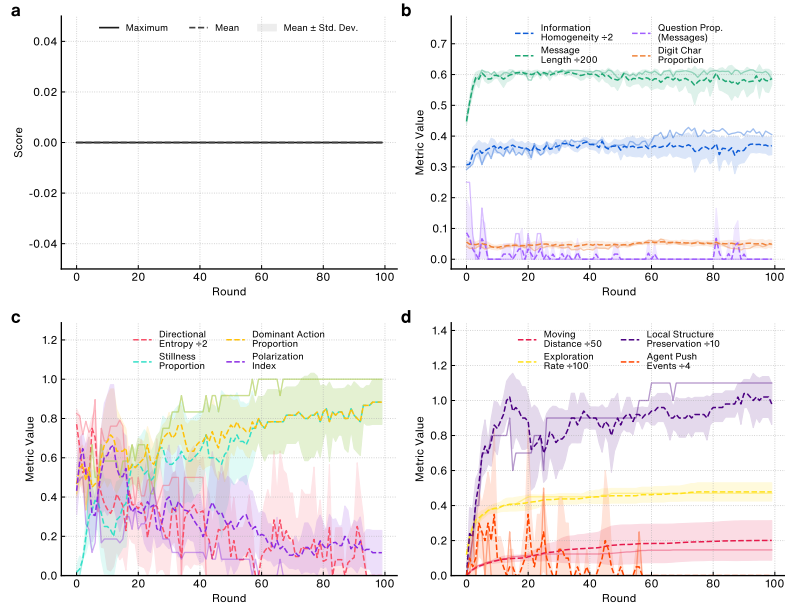 a
Maximum
Mean
Mean ± Std. Dev.
0.04
0.02
0.00
−0.02
−0.04
Score
0
20
40
60
80
100
Round
b
Information
Homogeneity ÷2
Message
Length ÷200
Question Prop.
(Messages)
Digit Char
Proportion
0.7
0.6
0.5
0.4
0.3
0.2
0.1
0.0
Metric Value
0
20
40
60
80
100
Round
c
Directional
Entropy ÷2
Stillness
Proportion
Dominant Action
Proportion
Polarization
Index
1.2
1.0
0.8
0.6
0.4
0.2
0.0
Metric Value
0
20
40
60
80
100
Round
d
Moving
Distance ÷50
Exploration
Rate ÷100
Local Structure
Preservation ÷10
Agent Push
Events ÷4
1.4
1.2
1.0
0.8
0.6
0.4
0.2
0.0
Metric Value
0
20
40
60
80
100
Round